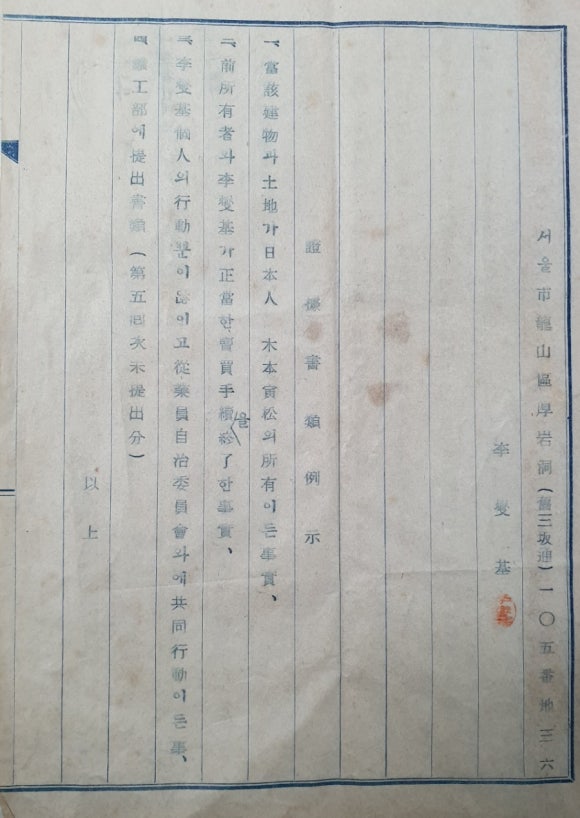 서울市龍山區厚岩洞(舊三坂通)一〇五番地三六
李燮基
證據書類例示
一、當該建物과土地가日本人 木本寅松의所有이든事實、
二、前所有者와李燮基가正當한賣買手續을終了한事實、
三、李燮基個人의行動뿐이 이고從業員自治委員會와에共同行動이든事、
四、 工部에提出書類(第五回次未提出分)
以上